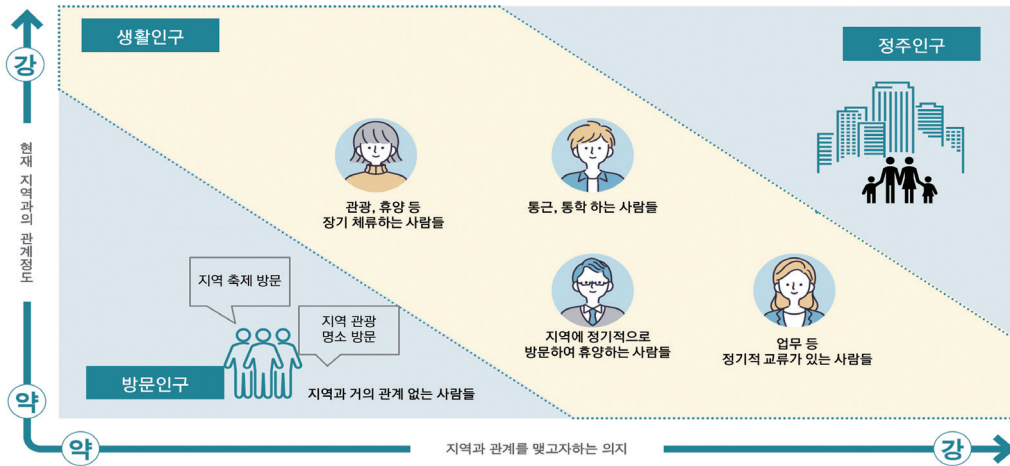 생활인구
정주인구
강
현재 지역과의 관계정도
관광, 휴양 등
장기 체류하는 사람들
통근, 통학 하는 사람들
지역 축제 방문
지역 관광
명소 방문
지역에 정기적으로
방문하여 휴양하는 사람들
업무 등
정기적 교류가 있는 사람들
방문인구
지역과 거의 관계 없는 사람들
약
약
지역과 관계를 맺고자하는 의지
강